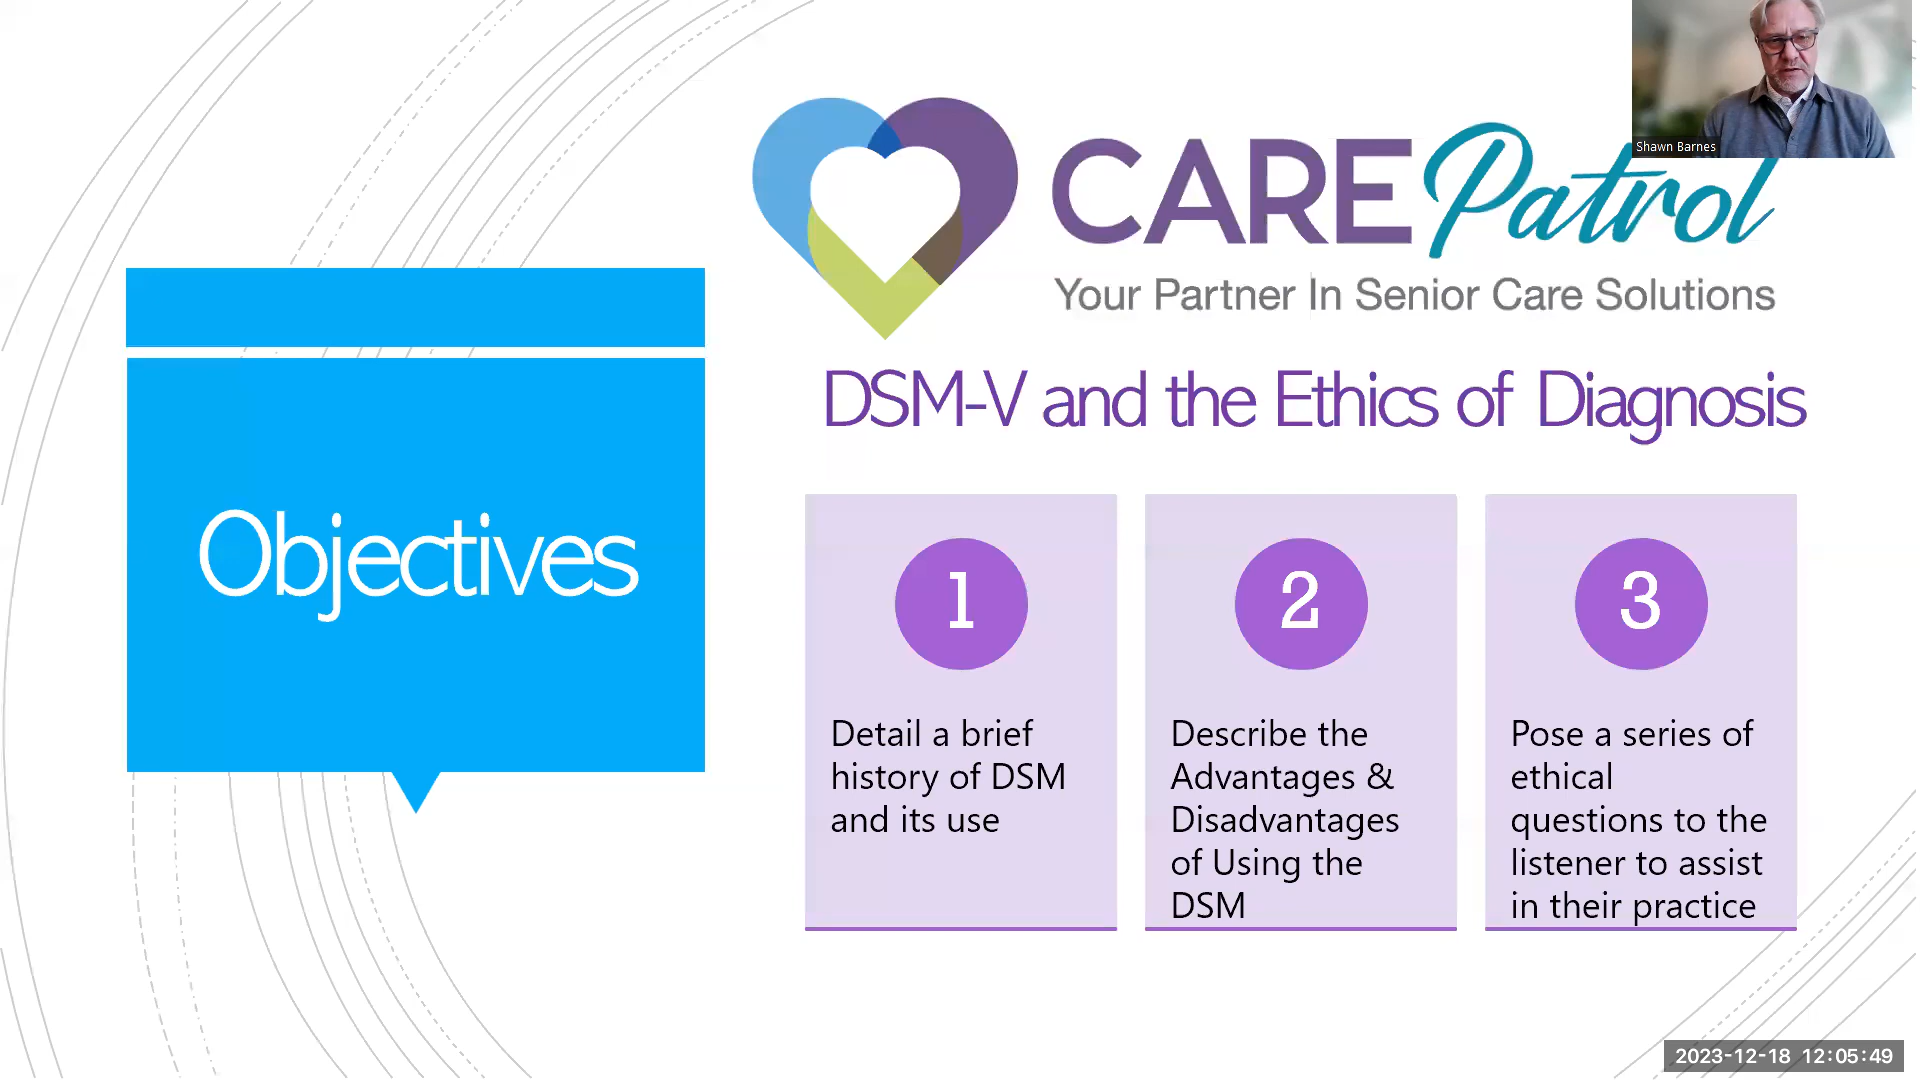 Shawn Barnes
CARE Patrol
Your Partner In Senior Care Solutions
DSM-V and the Ethics of Diagnosis
Objectives
1
Detail a brief
history of DSM
and its use
2
Describe the
Advantages &
Disadvantages
of Using the
DSM
3
Pose a series of
ethical
questions to the
listener to assist
in their practice
2023-12-18 12:05:49